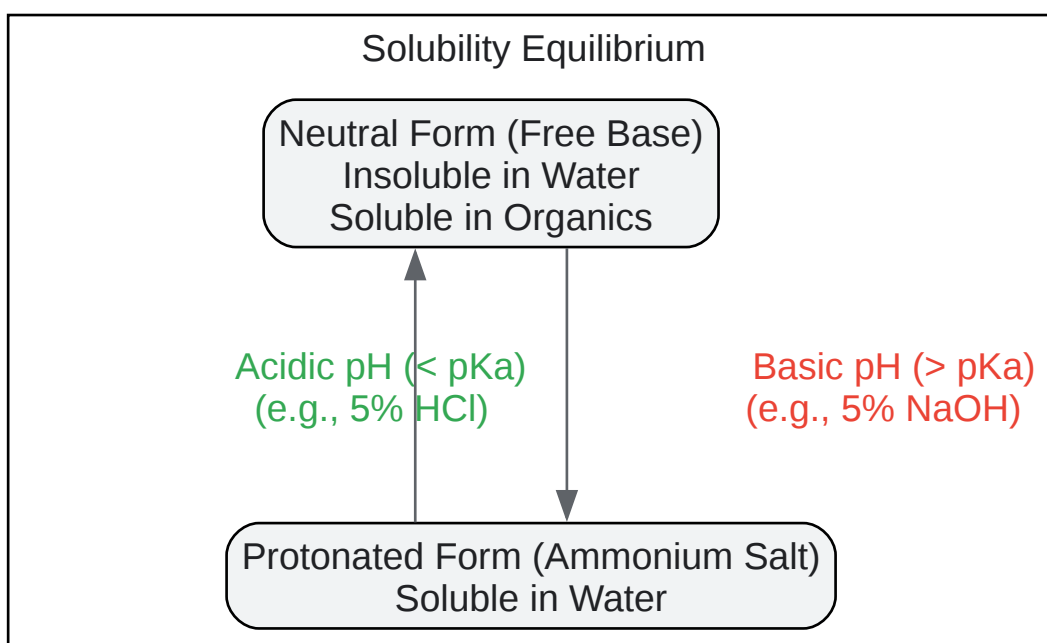 Solubility Equilibrium
Neutral Form (Free Base)
Insoluble in Water
Soluble in Organics
Acidic pH (< pKa)
(e.g., 5% HCl)
Basic pH (> pKa)
(e.g., 5% NaOH)
Protonated Form (Ammonium Salt)
Soluble in Water